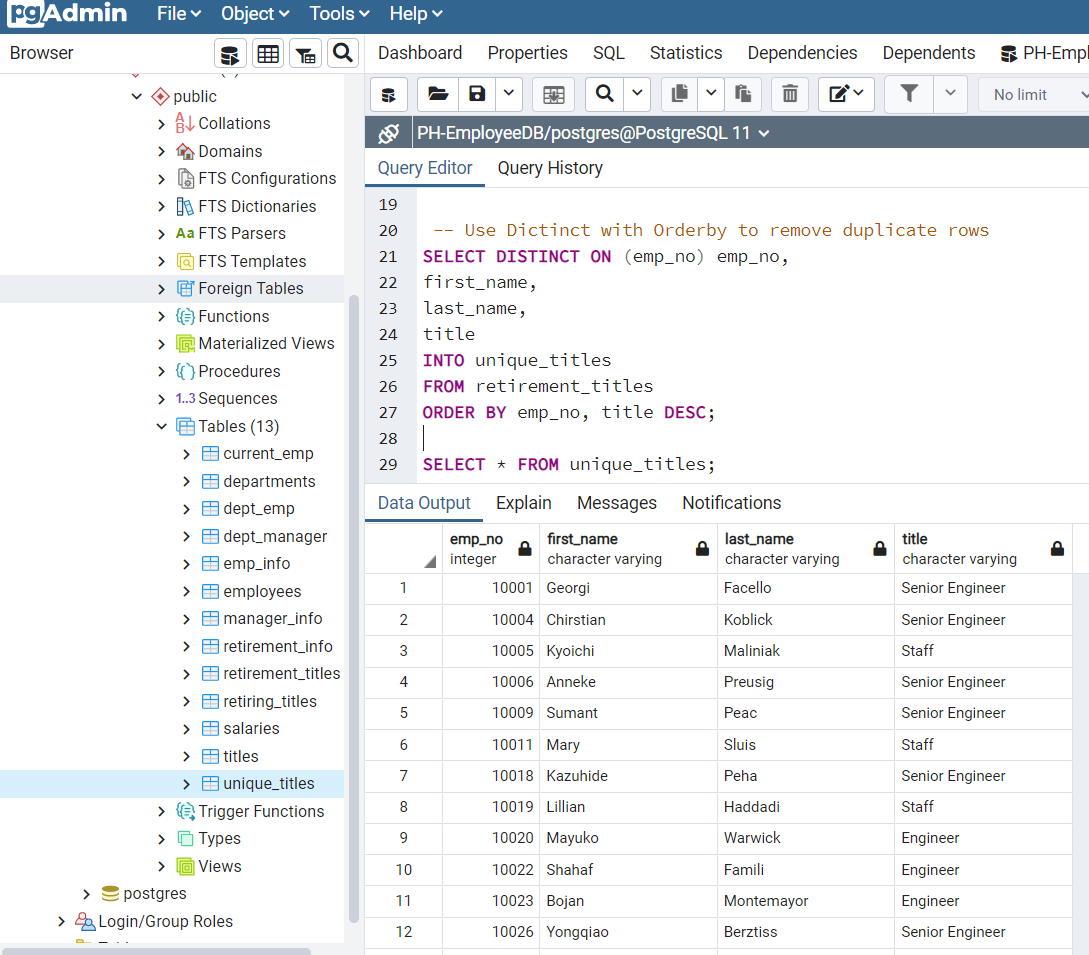 pgAdmin File Object Tools Help
Browser
Dashboard Properties SQL Statistics Dependencies Dependents PH-Empl
No limit
PH-EmployeeDB/postgres@PostgreSQL 11
Query Editor Query History
public
Collations
Domains
FTS Configurations
FTS Dictionaries
Aa FTS Parsers
FTS Templates
Foreign Tables
Functions
Materialized Views
Procedures
1..3 Sequences
Tables (13)
current_emp
departments
dept_emp
dept_manager
emp_info
employees
manager_info
retirement_info
retirement_titles
retiring_titles
salaries
titles
unique_titles
Trigger Functions
Types
Views
postgres
Login/Group Roles
19
20 -- Use Dictinct with Orderby to remove duplicate rows
21 SELECT DISTINCT ON (emp_no) emp_no,
22 first_name,
23 last_name,
24 title
25 INTO unique_titles
26 FROM retirement_titles
27 ORDER BY emp_no, title DESC;
28
29 SELECT * FROM unique_titles;
Data Output Explain Messages Notifications
emp_no first_name last_name title
integer character varying character varying character varying
1 10001 Georgi Facello Senior Engineer
2 10004 Chirstian Koblick Senior Engineer
3 10005 Kyoichi Maliniak Staff
4 10006 Anneke Preusig Senior Engineer
5 10009 Sumant Peac Senior Engineer
6 10011 Mary Sluis Staff
7 10018 Kazuhide Peha Senior Engineer
8 10019 Lillian Haddadi Staff
9 10020 Mayuko Warwick Engineer
10 10022 Shahaf Famili Engineer
11 10023 Bojan Montemayor Engineer
12 10026 Yongqiao Berztiss Senior Engineer